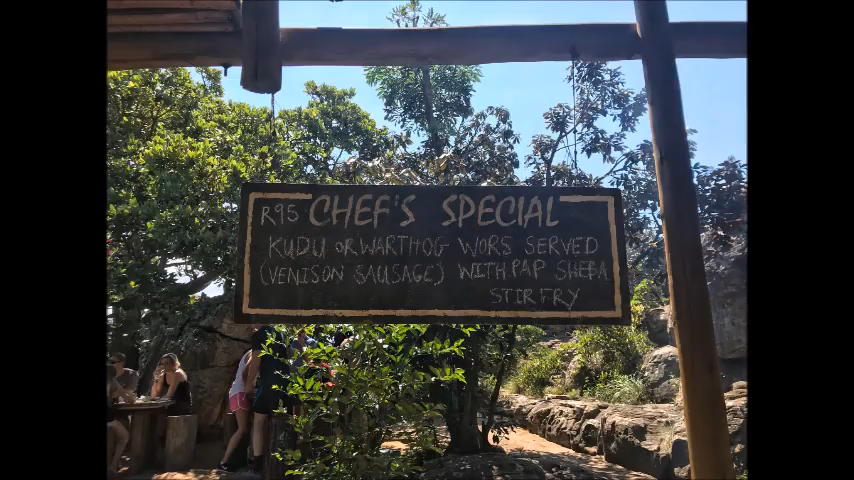 R95 CHEF'S SPECIAL
KUDU OR WARTHOG WORS SERVED
(VENISON SAUSAGE) WITH PAP SHEBA
STIR FRY